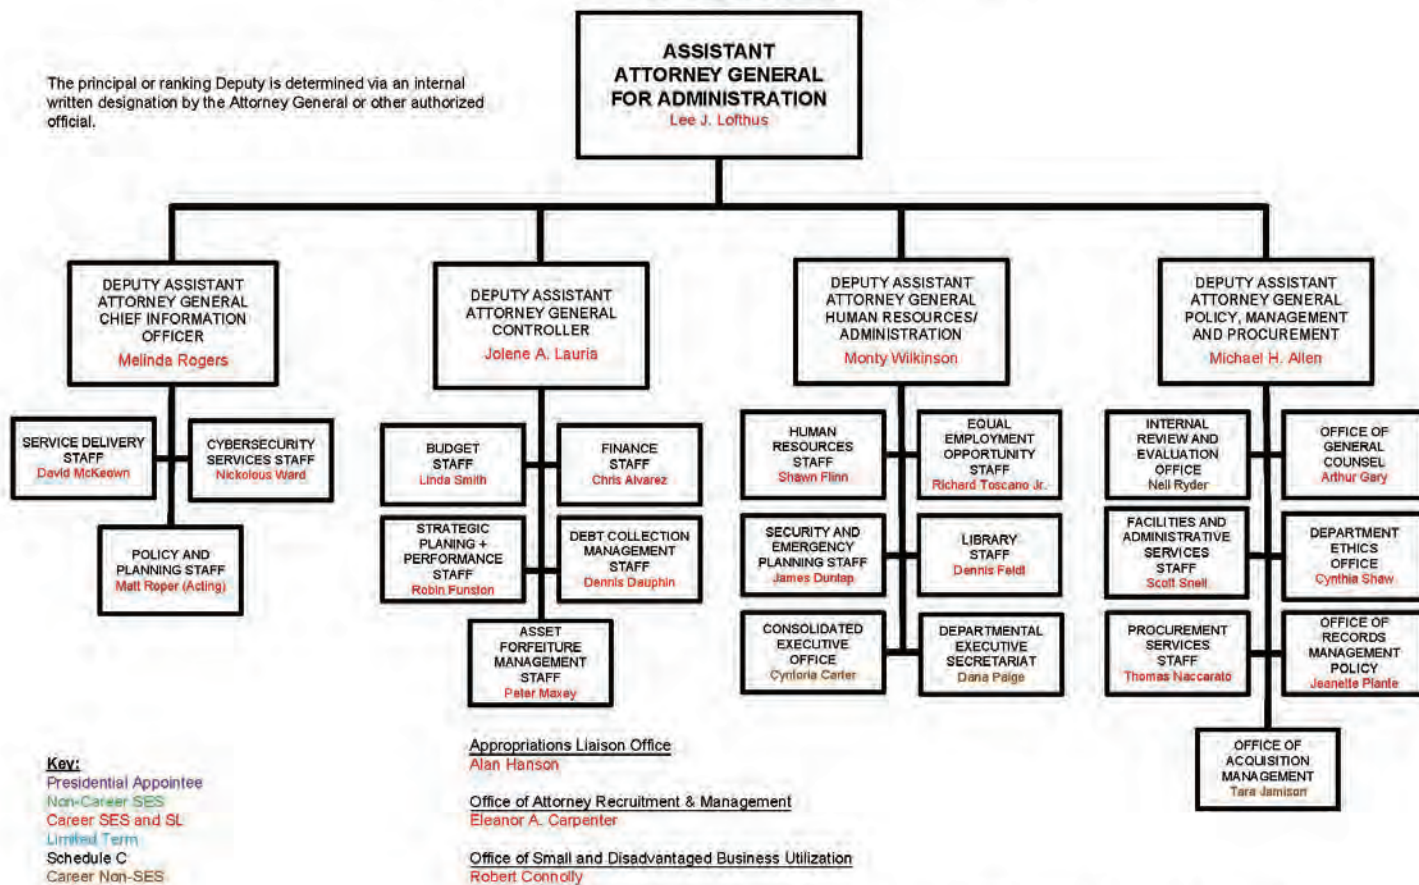 ASSISTANT
ATTORNEY GENERAL
FOR ADMINISTRATION
Lee J. Lofthus
The principal or ranking Deputy is determined via an internal
written designation by the Attorney General or other authorized
official.
DEPUTY ASSISTANT
ATTORNEY GENERAL
CHIEF INFORMATION
OFFICER
Melinda Rogers
DEPUTY ASSISTANT
ATTORNEY GENERAL
CONTROLLER
Jolene A. Lauria
DEPUTY ASSISTANT
ATTORNEY GENERAL
HUMAN RESOURCES/
ADMINISTRATION
Monty Wilkinson
DEPUTY ASSISTANT
ATTORNEY GENERAL
POLICY, MANAGEMENT
AND PROCUREMENT
Michael H. Allen
SERVICE DELIVERY
STAFF
David McKeown
CYBERSECURITY
SERVICES STAFF
Nickolous Ward
POLICY AND
PLANNING STAFF
Matt Roper (Acting)
BUDGET
STAFF
Linda Smith
FINANCE
STAFF
Chris Alvarez
STRATEGIC
PLANING +
PERFORMANCE
STAFF
Robin Funston
DEBT COLLECTION
MANAGEMENT
STAFF
Dennis Dauphin
ASSET
FORFEITURE
MANAGEMENT
STAFF
Peter Maxey
HUMAN
RESOURCES
STAFF
Shawn Flinn
EQUAL
EMPLOYMENT
OPPORTUNITY
STAFF
Richard Toscano Jr.
SECURITY AND
EMERGENCY
PLANNING STAFF
James Dunlap
LIBRARY
STAFF
Dennis Feldt
CONSOLIDATED
EXECUTIVE
OFFICE
Cyntoria Carter
DEPARTMENTAL
EXECUTIVE
SECRETARIAT
Dana Paige
INTERNAL
REVIEW AND
EVALUATION
OFFICE
Neil Ryder
OFFICE OF
GENERAL
COUNSEL
Arthur Gary
FACILITIES AND
ADMINISTRATIVE
SERVICES
STAFF
Scott Snell
DEPARTMENT
ETHICS
OFFICE
Cynthia Shaw
PROCUREMENT
SERVICES
STAFF
Thomas Naccarato
OFFICE OF
RECORDS
MANAGEMENT
POLICY
Jeanette Plante
OFFICE OF
ACQUISITION
MANAGEMENT
Tara Jamison
Key:
Presidential Appointee
Non-Career SES
Career SES and SL
Limited Term
Schedule C
Career Non-SES
Appropriations Liaison Office
Alan Hanson
Office of Attorney Recruitment & Management
Eleanor A. Carpenter
Office of Small and Disadvantaged Business Utilization
Robert Connolly